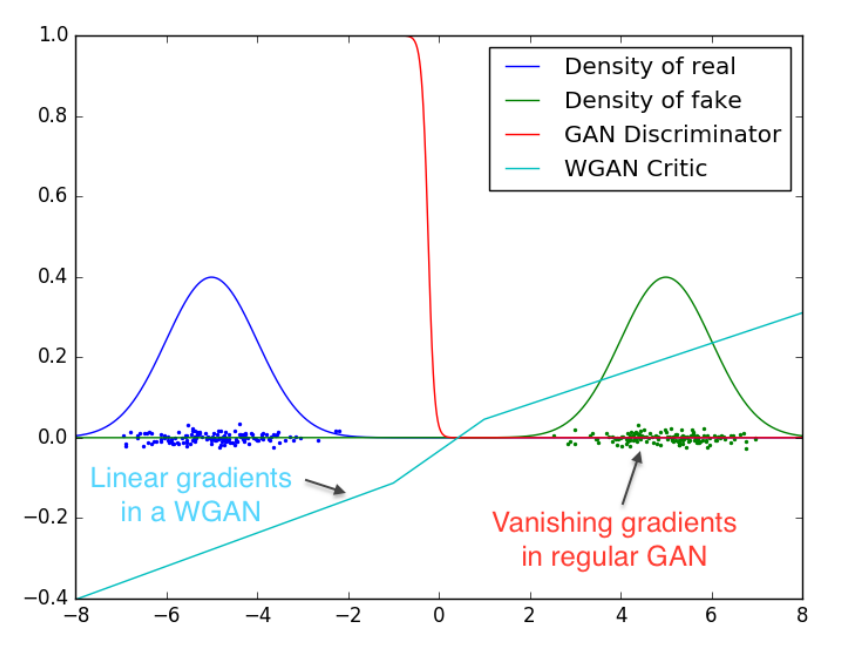 1.0
0.8
0.6
0.4
0.2
0.0
−0.2
−0.4
−8
−6
−4
−2
0
2
4
6
8
Density of real
Density of fake
GAN Discriminator
WGAN Critic
Linear gradients
in a WGAN
Vanishing gradients
in regular GAN